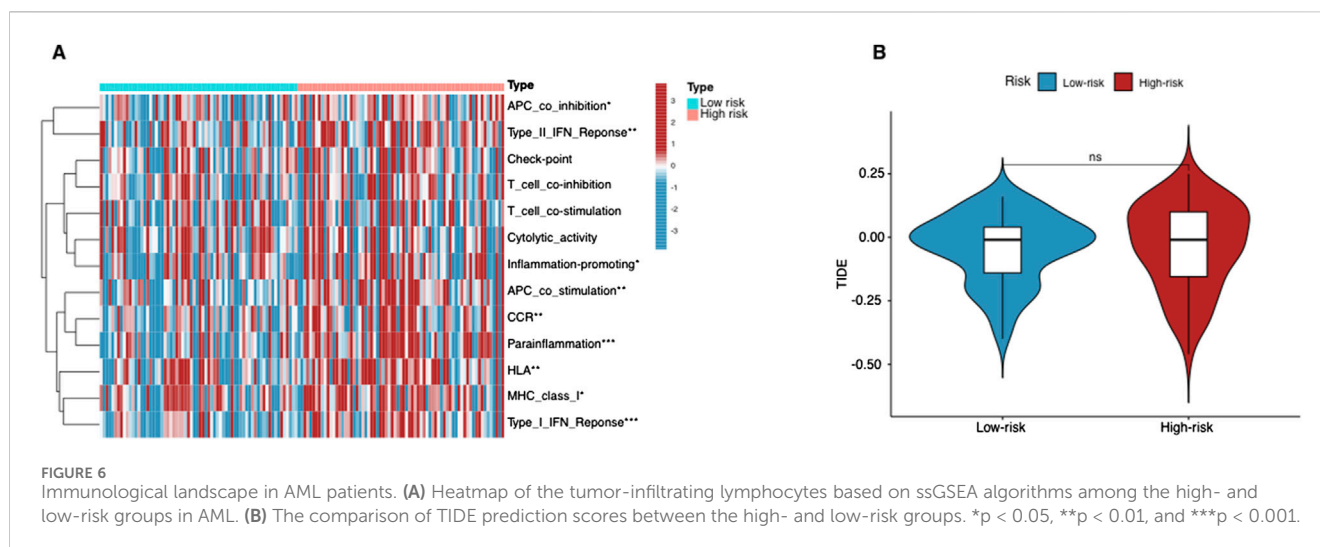 A
Type
APC_co_inhibition*
Type_II_IFN_Reponse**
Check-point
T_cell_co-inhibition
T_cell_co-stimulation
Cytolytic_activity
Inflammation-promoting*
APC_co_stimulation**
CCR**
Parainflammation***
HLA**
MHC_class_I*
Type_I_IFN_Reponse***
3
2
1
0
-1
-2
-3
Type
Low risk
High risk
B
Risk Low-risk High-risk
ns
TIDE
0.25
0.00
-0.25
-0.50
Low-risk High-risk
FIGURE 6
Immunological landscape in AML patients. (A) Heatmap of the tumor-infiltrating lymphocytes based on ssGSEA algorithms among the high- and
low-risk groups in AML. (B) The comparison of TIDE prediction scores between the high- and low-risk groups. *p < 0.05, **p < 0.01, and ***p < 0.001.